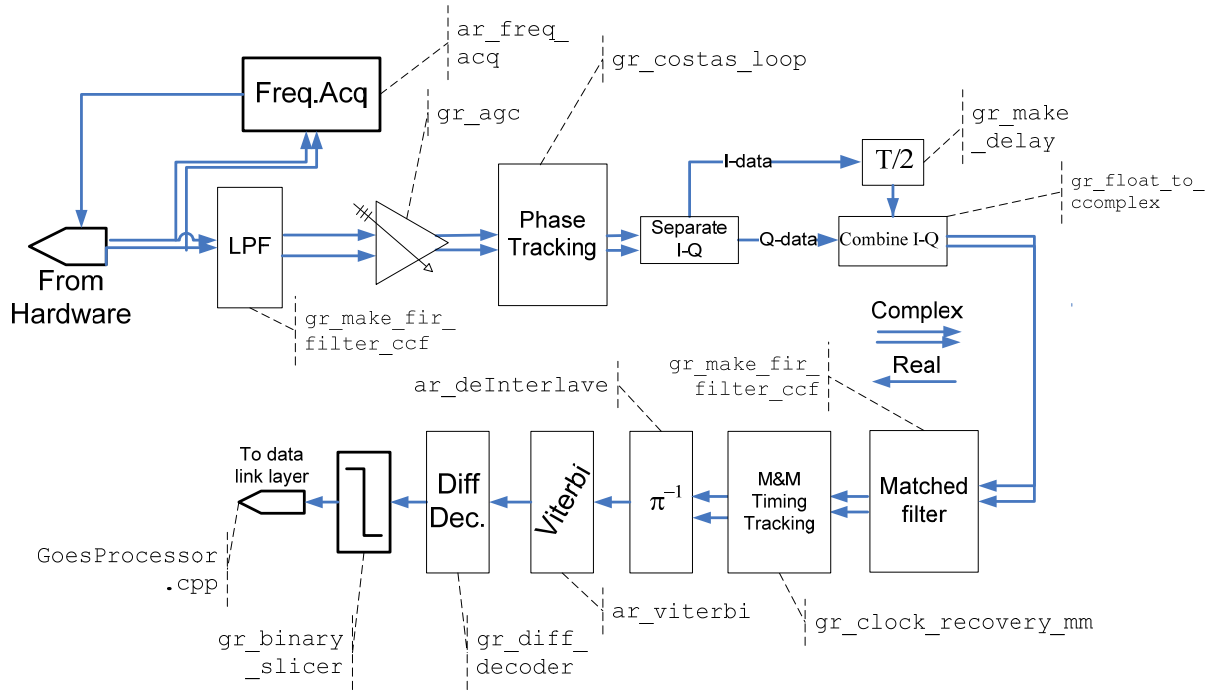 ar_freq_
acq
Freq.Acq
gr_agc
gr_costas_loop
gr_make
_delay
I-data
T/2
gr_float_to_
ccomplex
LPF
Phase
Tracking
Separate
I-Q
Q-data
Combine I-Q
From
Hardware
gr_make_fir_
filter_ccf
Complex
Real
ar_deInterlave
gr_make_fir_
filter_ccf
To data
link layer
Diff
Dec.
Viterbi
π⁻¹
M&M
Timing
Tracking
Matched
filter
GoesProcessor
.cpp
gr_binary
_slicer
gr_diff_
decoder
ar_viterbi
gr_clock_recovery_mm